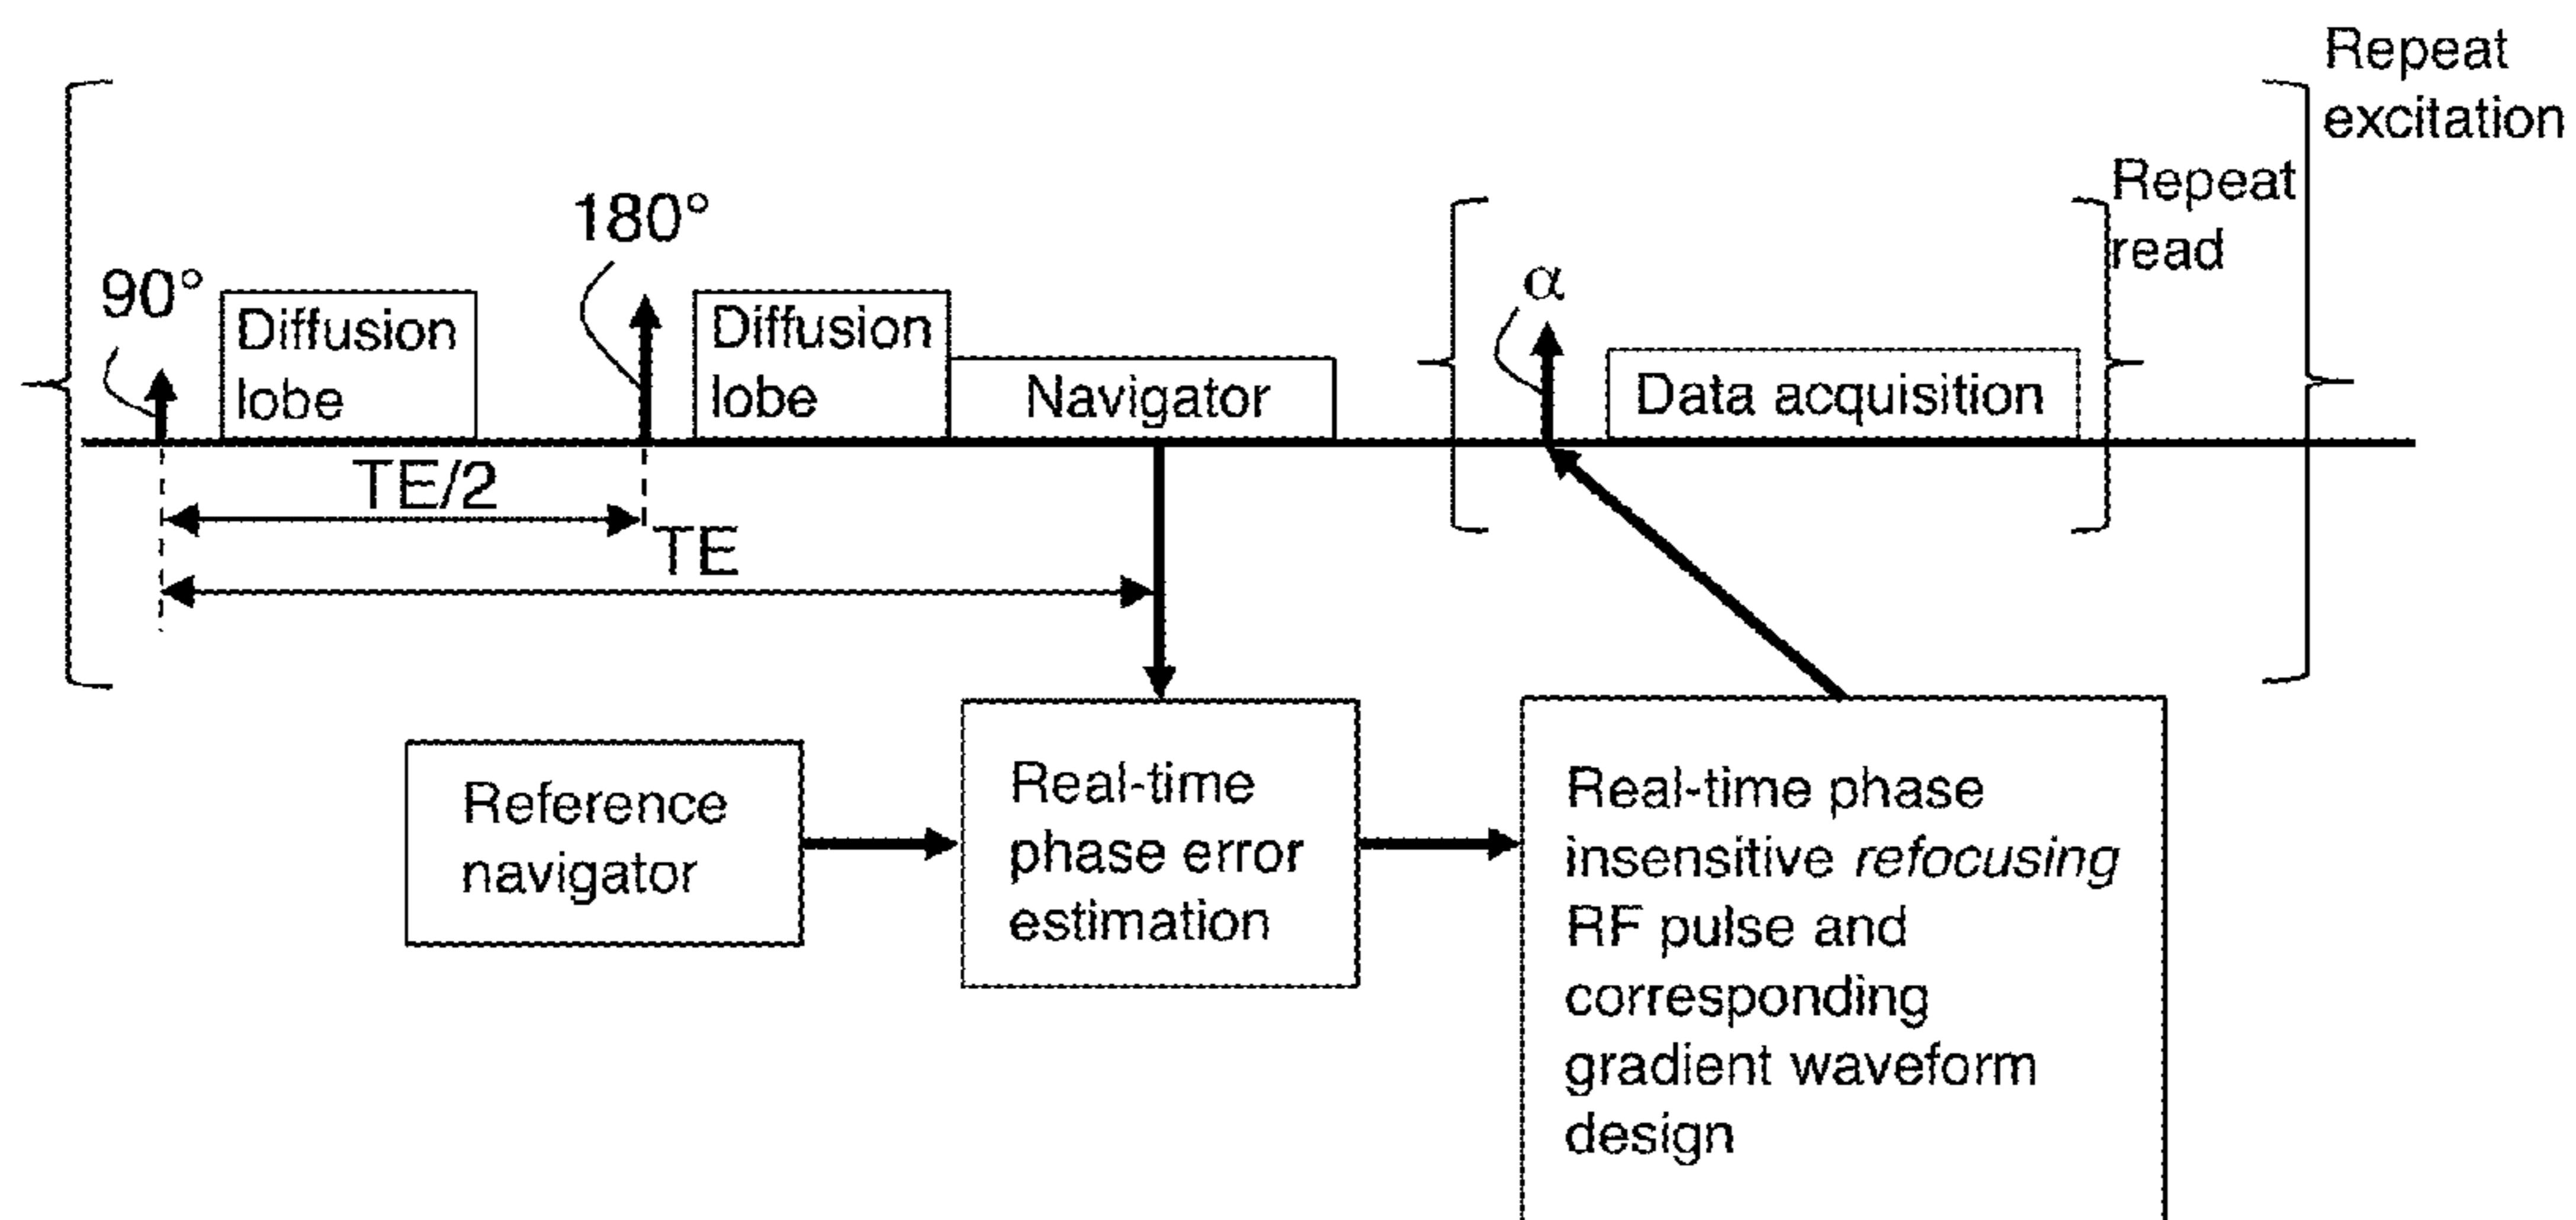 Repeat
excitation
Repeat
read
180°
90°
α
Diffusion
lobe
Diffusion
lobe
Navigator
Data acquisition
TE/2
TE
Reference
navigator
Real-time
phase error
estimation
Real-time phase
insensitive refocusing
RF pulse and
corresponding
gradient waveform
design